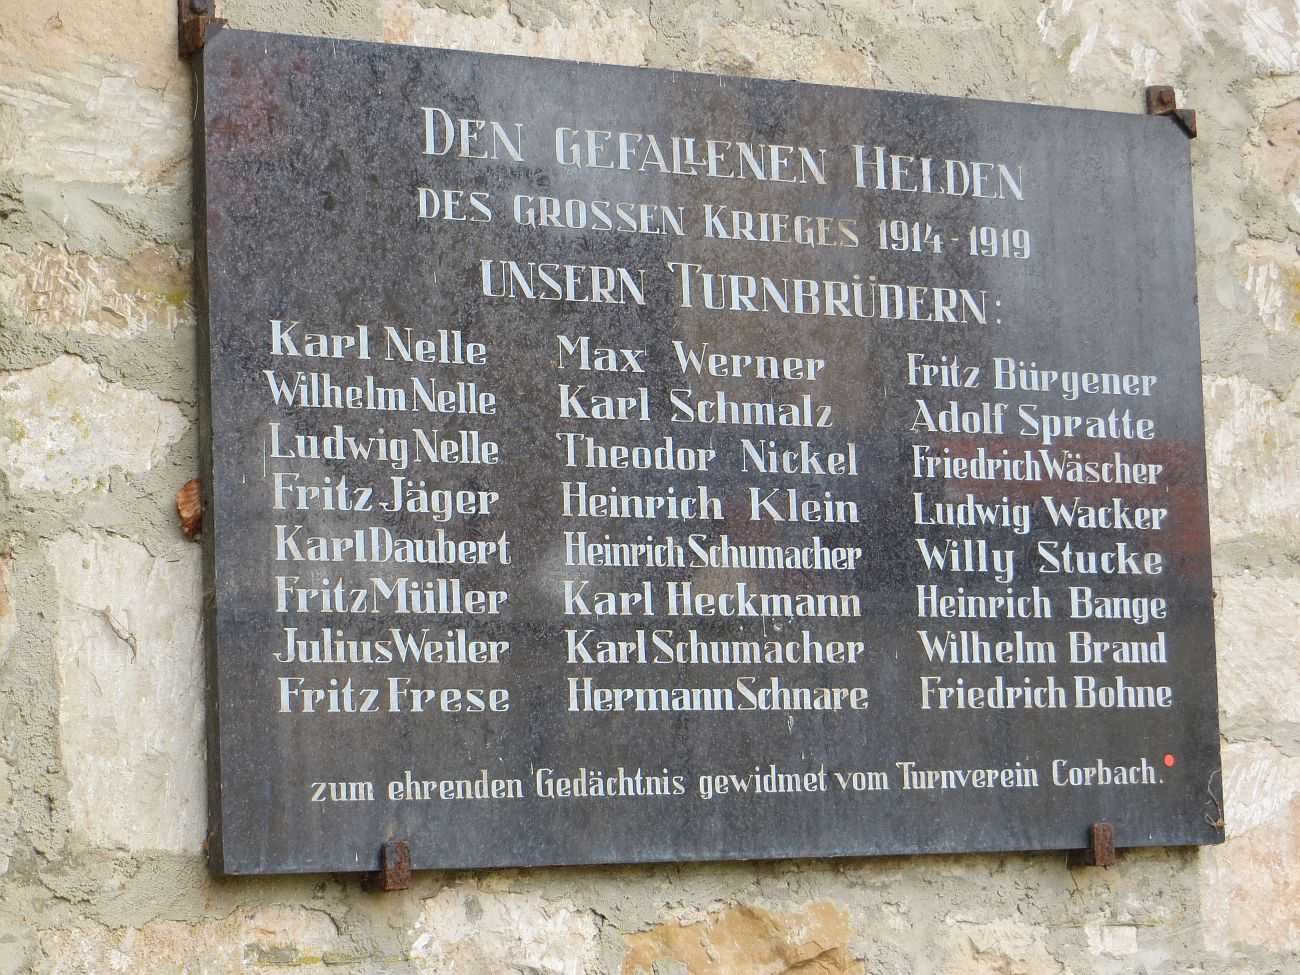 DEN GEFALLENEN HELDEN
DES GROSSEN KRIEGES 1914 - 1919
UNSERN TURNBRÜDERN:
Karl Nelle Max Werner Fritz Bürgener
Wilhelm Nelle Karl Schmalz Adolf Spratte
Ludwig Nelle Theodor Nickel Friedrich Wäscher
Fritz Jäger Heinrich Klein Ludwig Wacker
Karl Daubert Heinrich Schumacher Willy Stucke
Fritz Müller Karl Heckmann Heinrich Bange
Julius Weiler Karl Schumacher Wilhelm Brand
Fritz Frese Hermann Schnare Friedrich Bohne
zum ehrenden Gedächtnis gewidmet vom Turnverein Corbach.